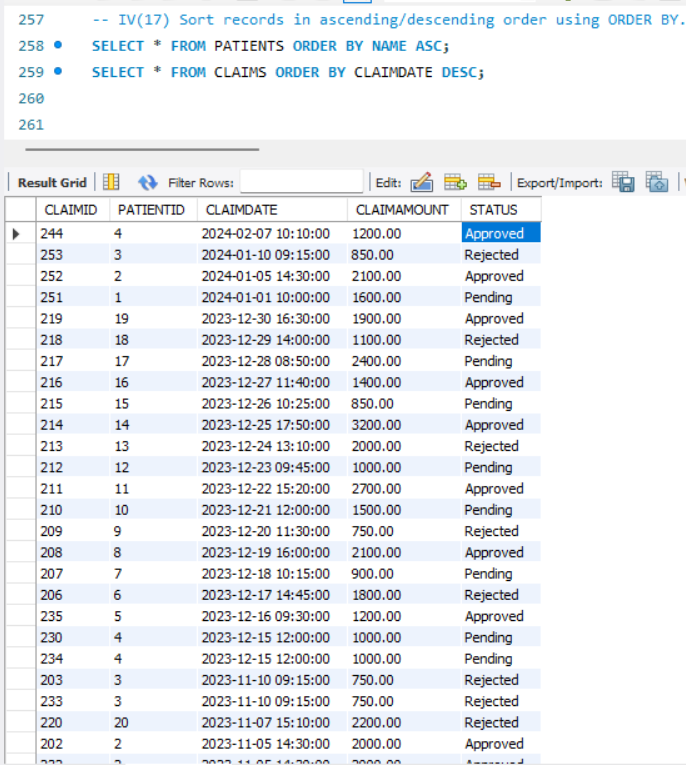 257 -- IV(17) Sort records in ascending/descending order using ORDER BY.
258 SELECT * FROM PATIENTS ORDER BY NAME ASC;
259 SELECT * FROM CLAIMS ORDER BY CLAIMDATE DESC;
260
261
Result Grid Filter Rows: Edit: Export/Import:
CLAIMID PATIENTID CLAIMDATE CLAIMAMOUNT STATUS
244 4 2024-02-07 10:10:00 1200.00 Approved
253 3 2024-01-10 09:15:00 850.00 Rejected
252 2 2024-01-05 14:30:00 2100.00 Approved
251 1 2024-01-01 10:00:00 1600.00 Pending
219 19 2023-12-30 16:30:00 1900.00 Approved
218 18 2023-12-29 14:00:00 1100.00 Rejected
217 17 2023-12-28 08:50:00 2400.00 Pending
216 16 2023-12-27 11:40:00 1400.00 Approved
215 15 2023-12-26 10:25:00 850.00 Pending
214 14 2023-12-25 17:50:00 3200.00 Approved
213 13 2023-12-24 13:10:00 2000.00 Rejected
212 12 2023-12-23 09:45:00 1000.00 Pending
211 11 2023-12-22 15:20:00 2700.00 Approved
210 10 2023-12-21 12:00:00 1500.00 Pending
209 9 2023-12-20 11:30:00 750.00 Rejected
208 8 2023-12-19 16:00:00 2100.00 Approved
207 7 2023-12-18 10:15:00 900.00 Pending
206 6 2023-12-17 14:45:00 1800.00 Rejected
235 5 2023-12-16 09:30:00 1200.00 Approved
230 4 2023-12-15 12:00:00 1000.00 Pending
234 4 2023-12-15 12:00:00 1000.00 Pending
203 3 2023-11-10 09:15:00 750.00 Rejected
233 3 2023-11-10 09:15:00 750.00 Rejected
220 20 2023-11-07 15:10:00 2200.00 Rejected
202 2 2023-11-05 14:30:00 2000.00 Approved